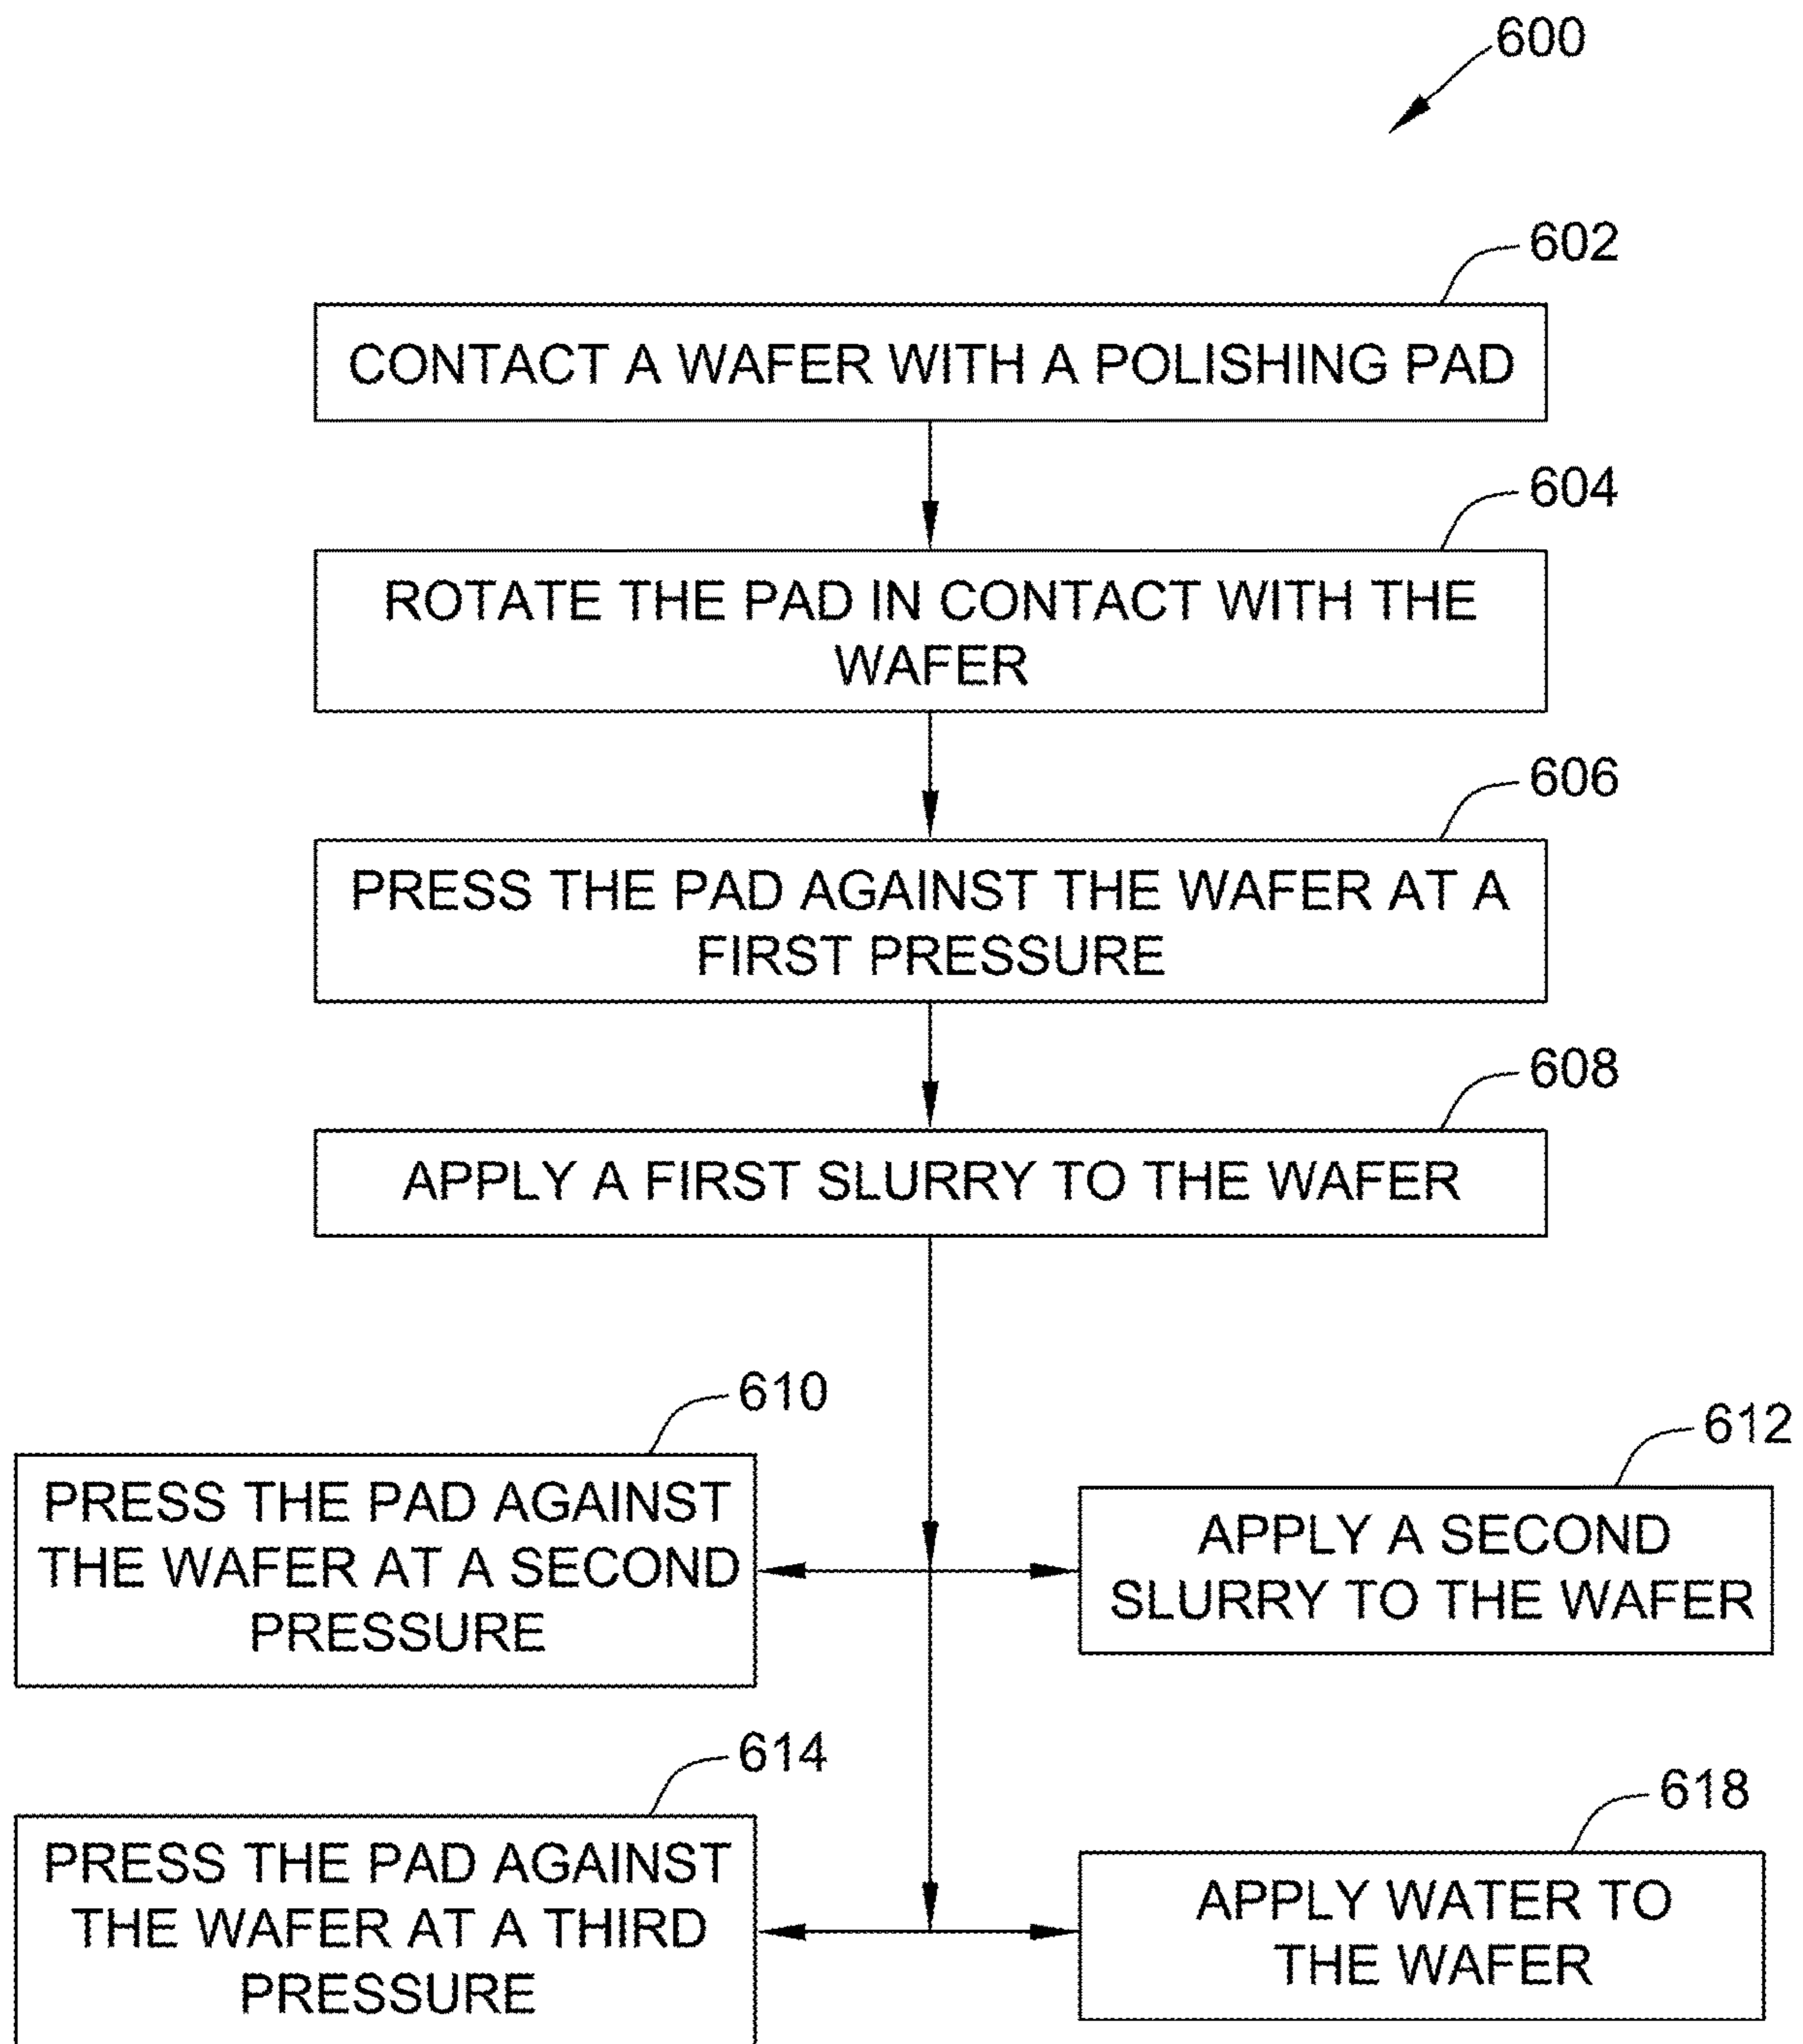 600
602
CONTACT A WAFER WITH A POLISHING PAD
604
ROTATE THE PAD IN CONTACT WITH THE
WAFER
606
PRESS THE PAD AGAINST THE WAFER AT A
FIRST PRESSURE
608
APPLY A FIRST SLURRY TO THE WAFER
610
PRESS THE PAD AGAINST
THE WAFER AT A SECOND
PRESSURE
612
APPLY A SECOND
SLURRY TO THE WAFER
614
PRESS THE PAD AGAINST
THE WAFER AT A THIRD
PRESSURE
618
APPLY WATER TO
THE WAFER